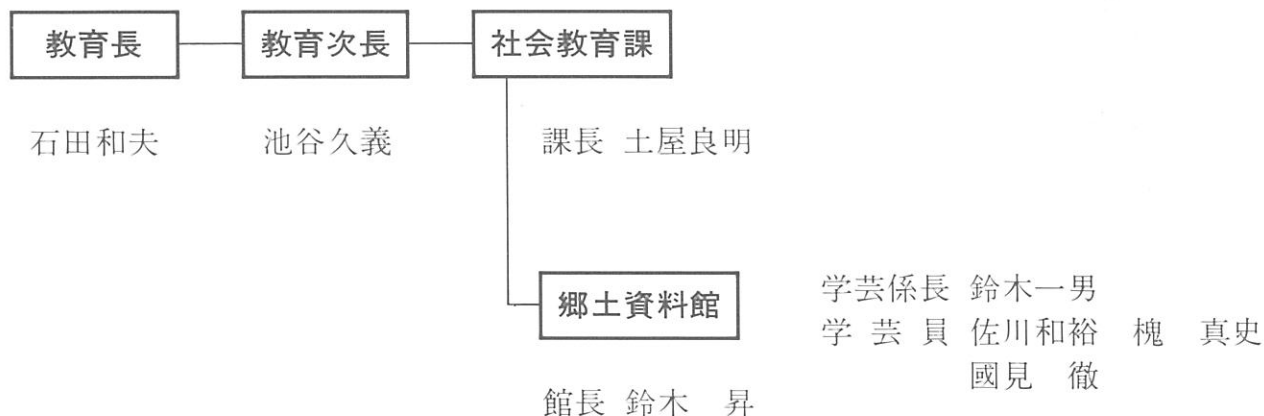 教育長 教育次長 社会教育課
石田和夫 池谷久義 課長 土屋良明
郷土資料館
学芸係長 鈴木一男
学 芸 員 佐川和裕 槐 真史
國見 徹
館長 鈴木 昇